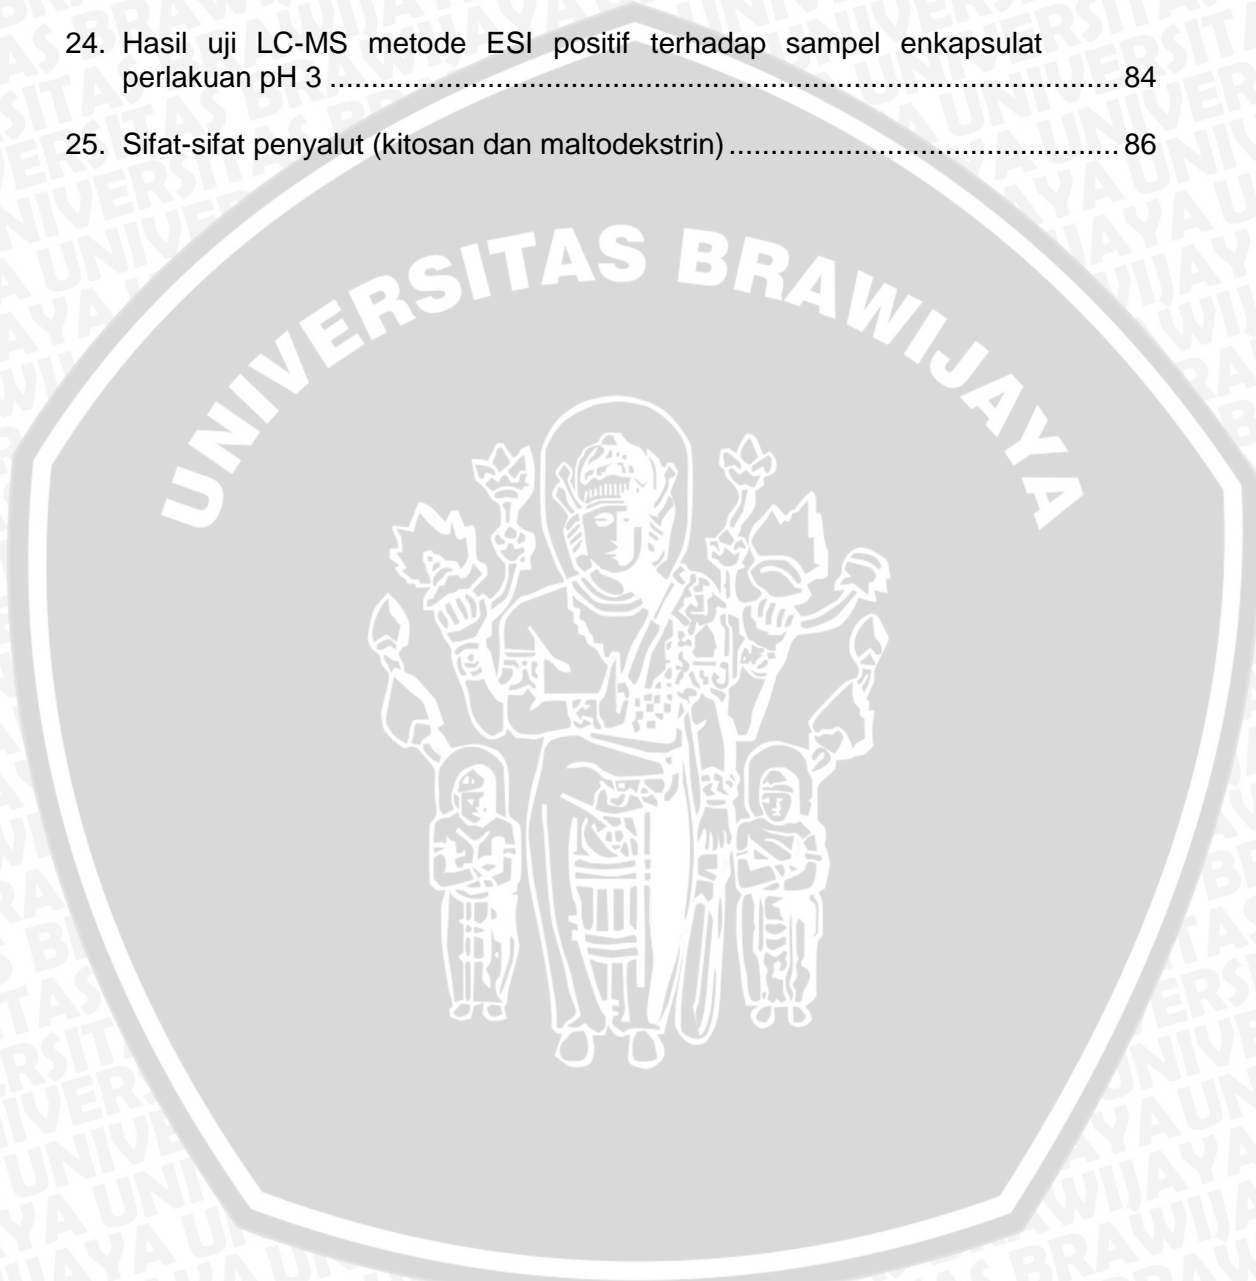 24. Hasil uji LC-MS metode ESI positif terhadap sampel enkapsulat
perlakuan pH 3 ................................................................................................ 84
25. Sifat-sifat penyalut (kitosan dan maltodekstrin) ................................................ 86
UNIVERSITAS BRAWIJAYA